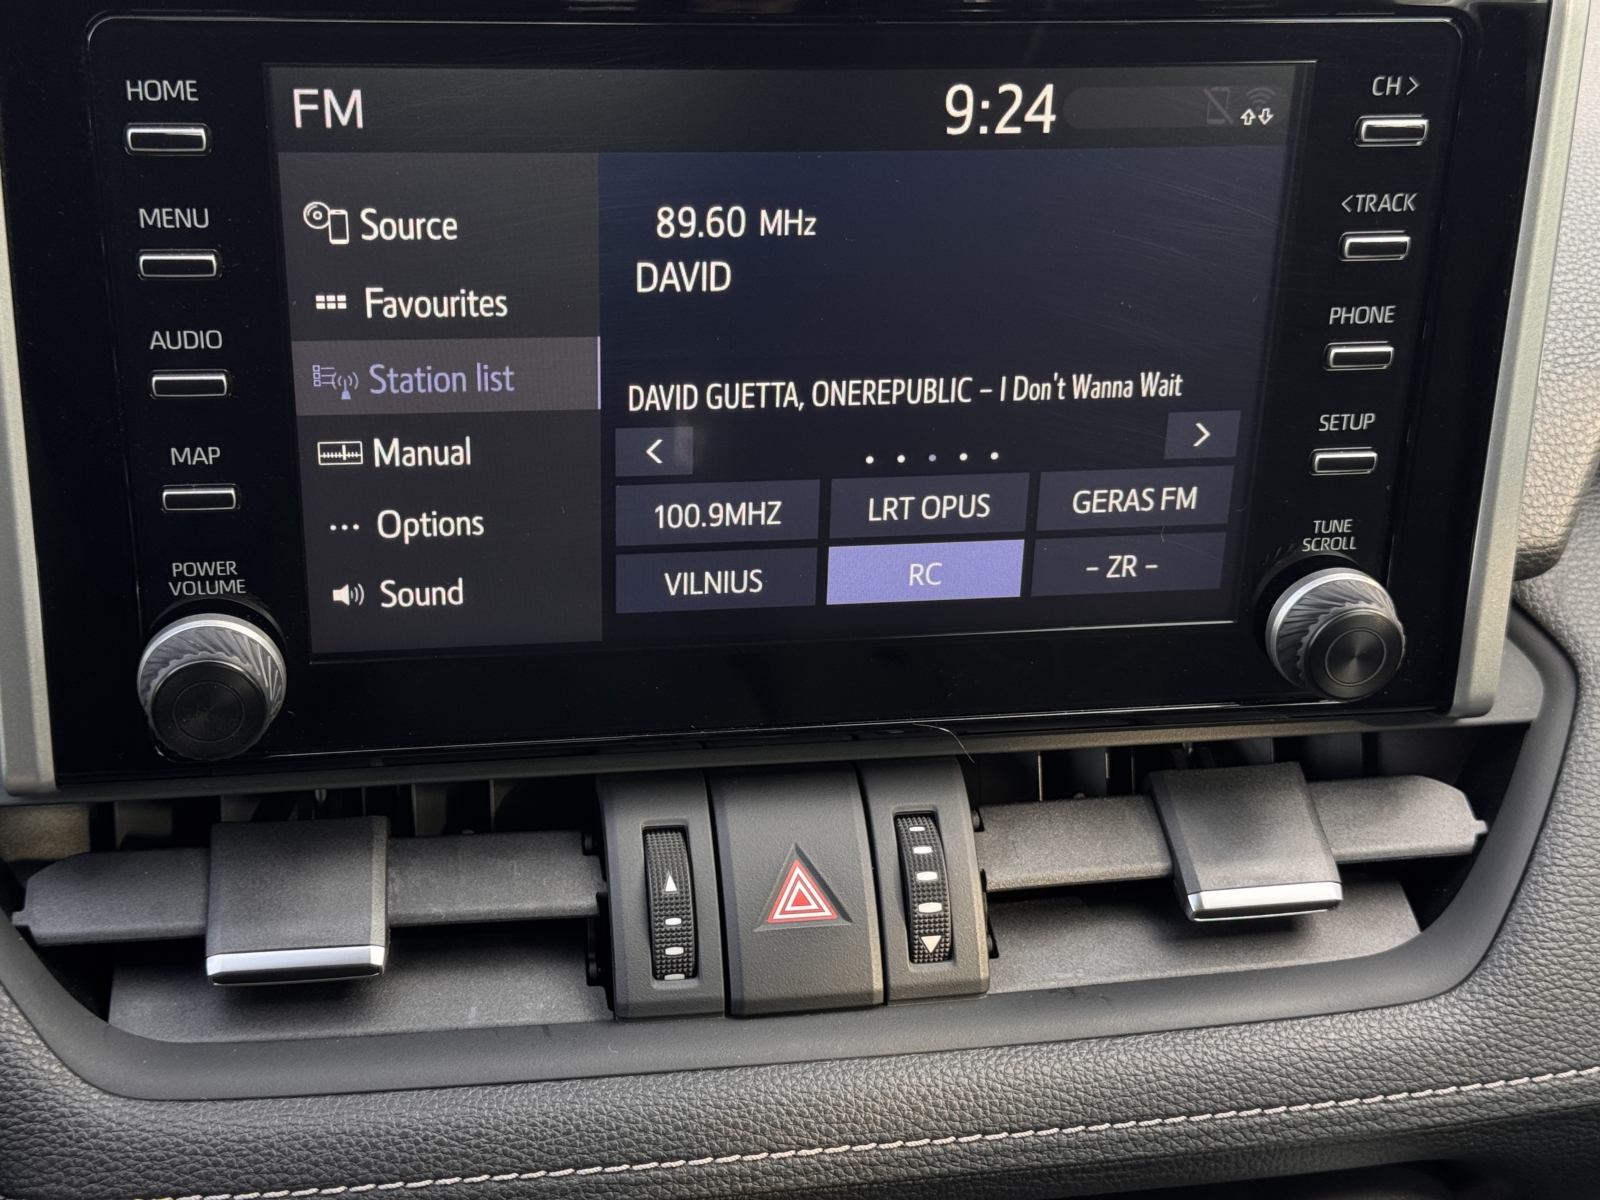 HOME
MENU
AUDIO
MAP
POWER
VOLUME
FM
9:24
Source
Favourites
Station list
Manual
Options
Sound
89.60 MHz
DAVID
DAVID GUETTA, ONEREPUBLIC – I Don't Wanna Wait
<
>
100.9MHZ
LRT OPUS
GERAS FM
VILNIUS
RC
– ZR –
CH >
<TRACK
PHONE
SETUP
TUNE
SCROLL